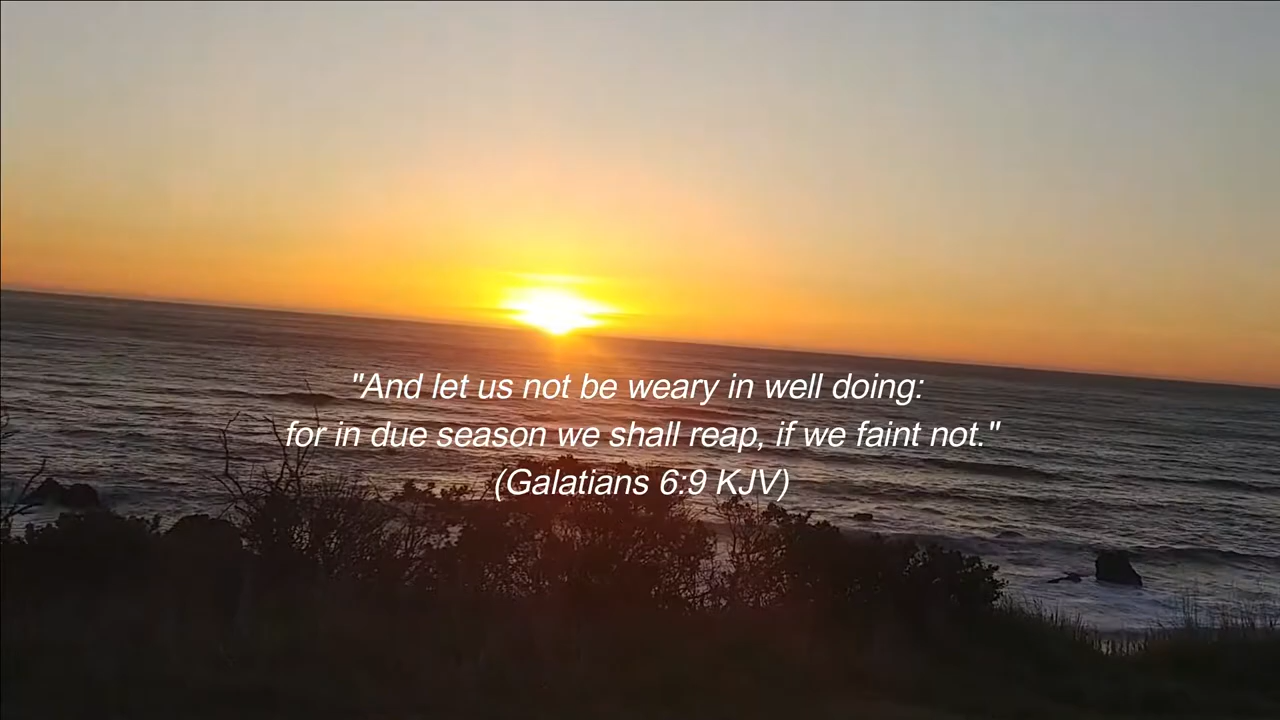 "And let us not be weary in well doing:
for in due season we shall reap, if we faint not."
(Galatians 6:9 KJV)